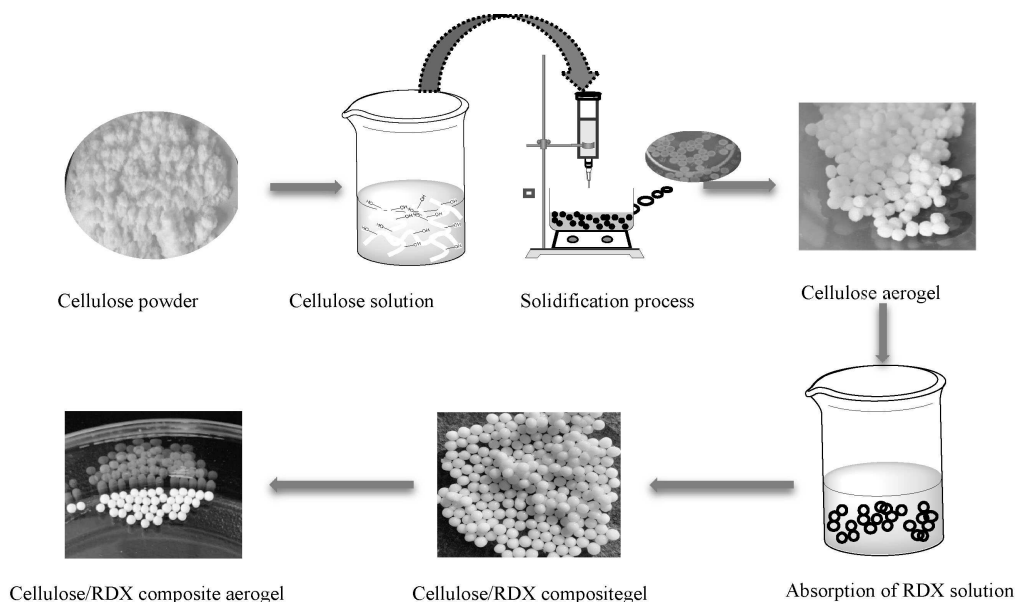 Cellulose powder
Cellulose solution
Solidification process
Cellulose aerogel
Cellulose/RDX composite aerogel
Cellulose/RDX compositegel
Absorption of RDX solution